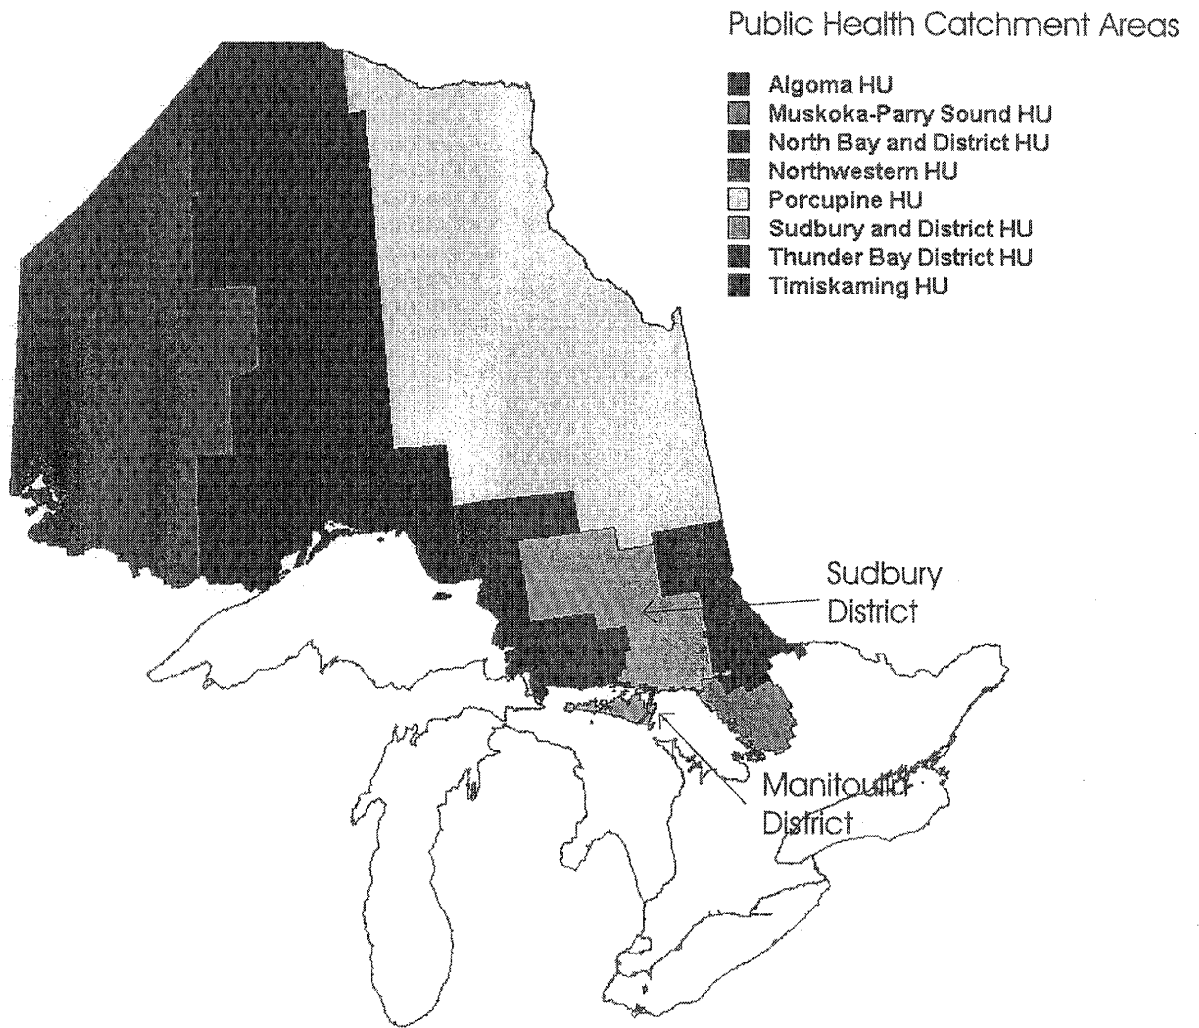 Public Health Catchment Areas
Algoma HU
Muskoka-Parry Sound HU
North Bay and District HU
Northwestern HU
Porcupine HU
Sudbury and District HU
Thunder Bay District HU
Timiskaming HU
Sudbury
District
Manitoulin
District